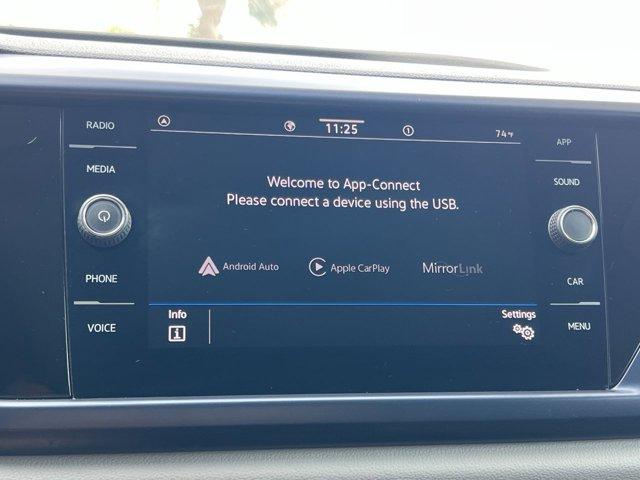 RADIO
MEDIA
PHONE
VOICE
11:25
74°F
Welcome to App-Connect
Please connect a device using the USB.
Android Auto
Apple CarPlay
MirrorLink
Info
Settings
APP
SOUND
CAR
MENU